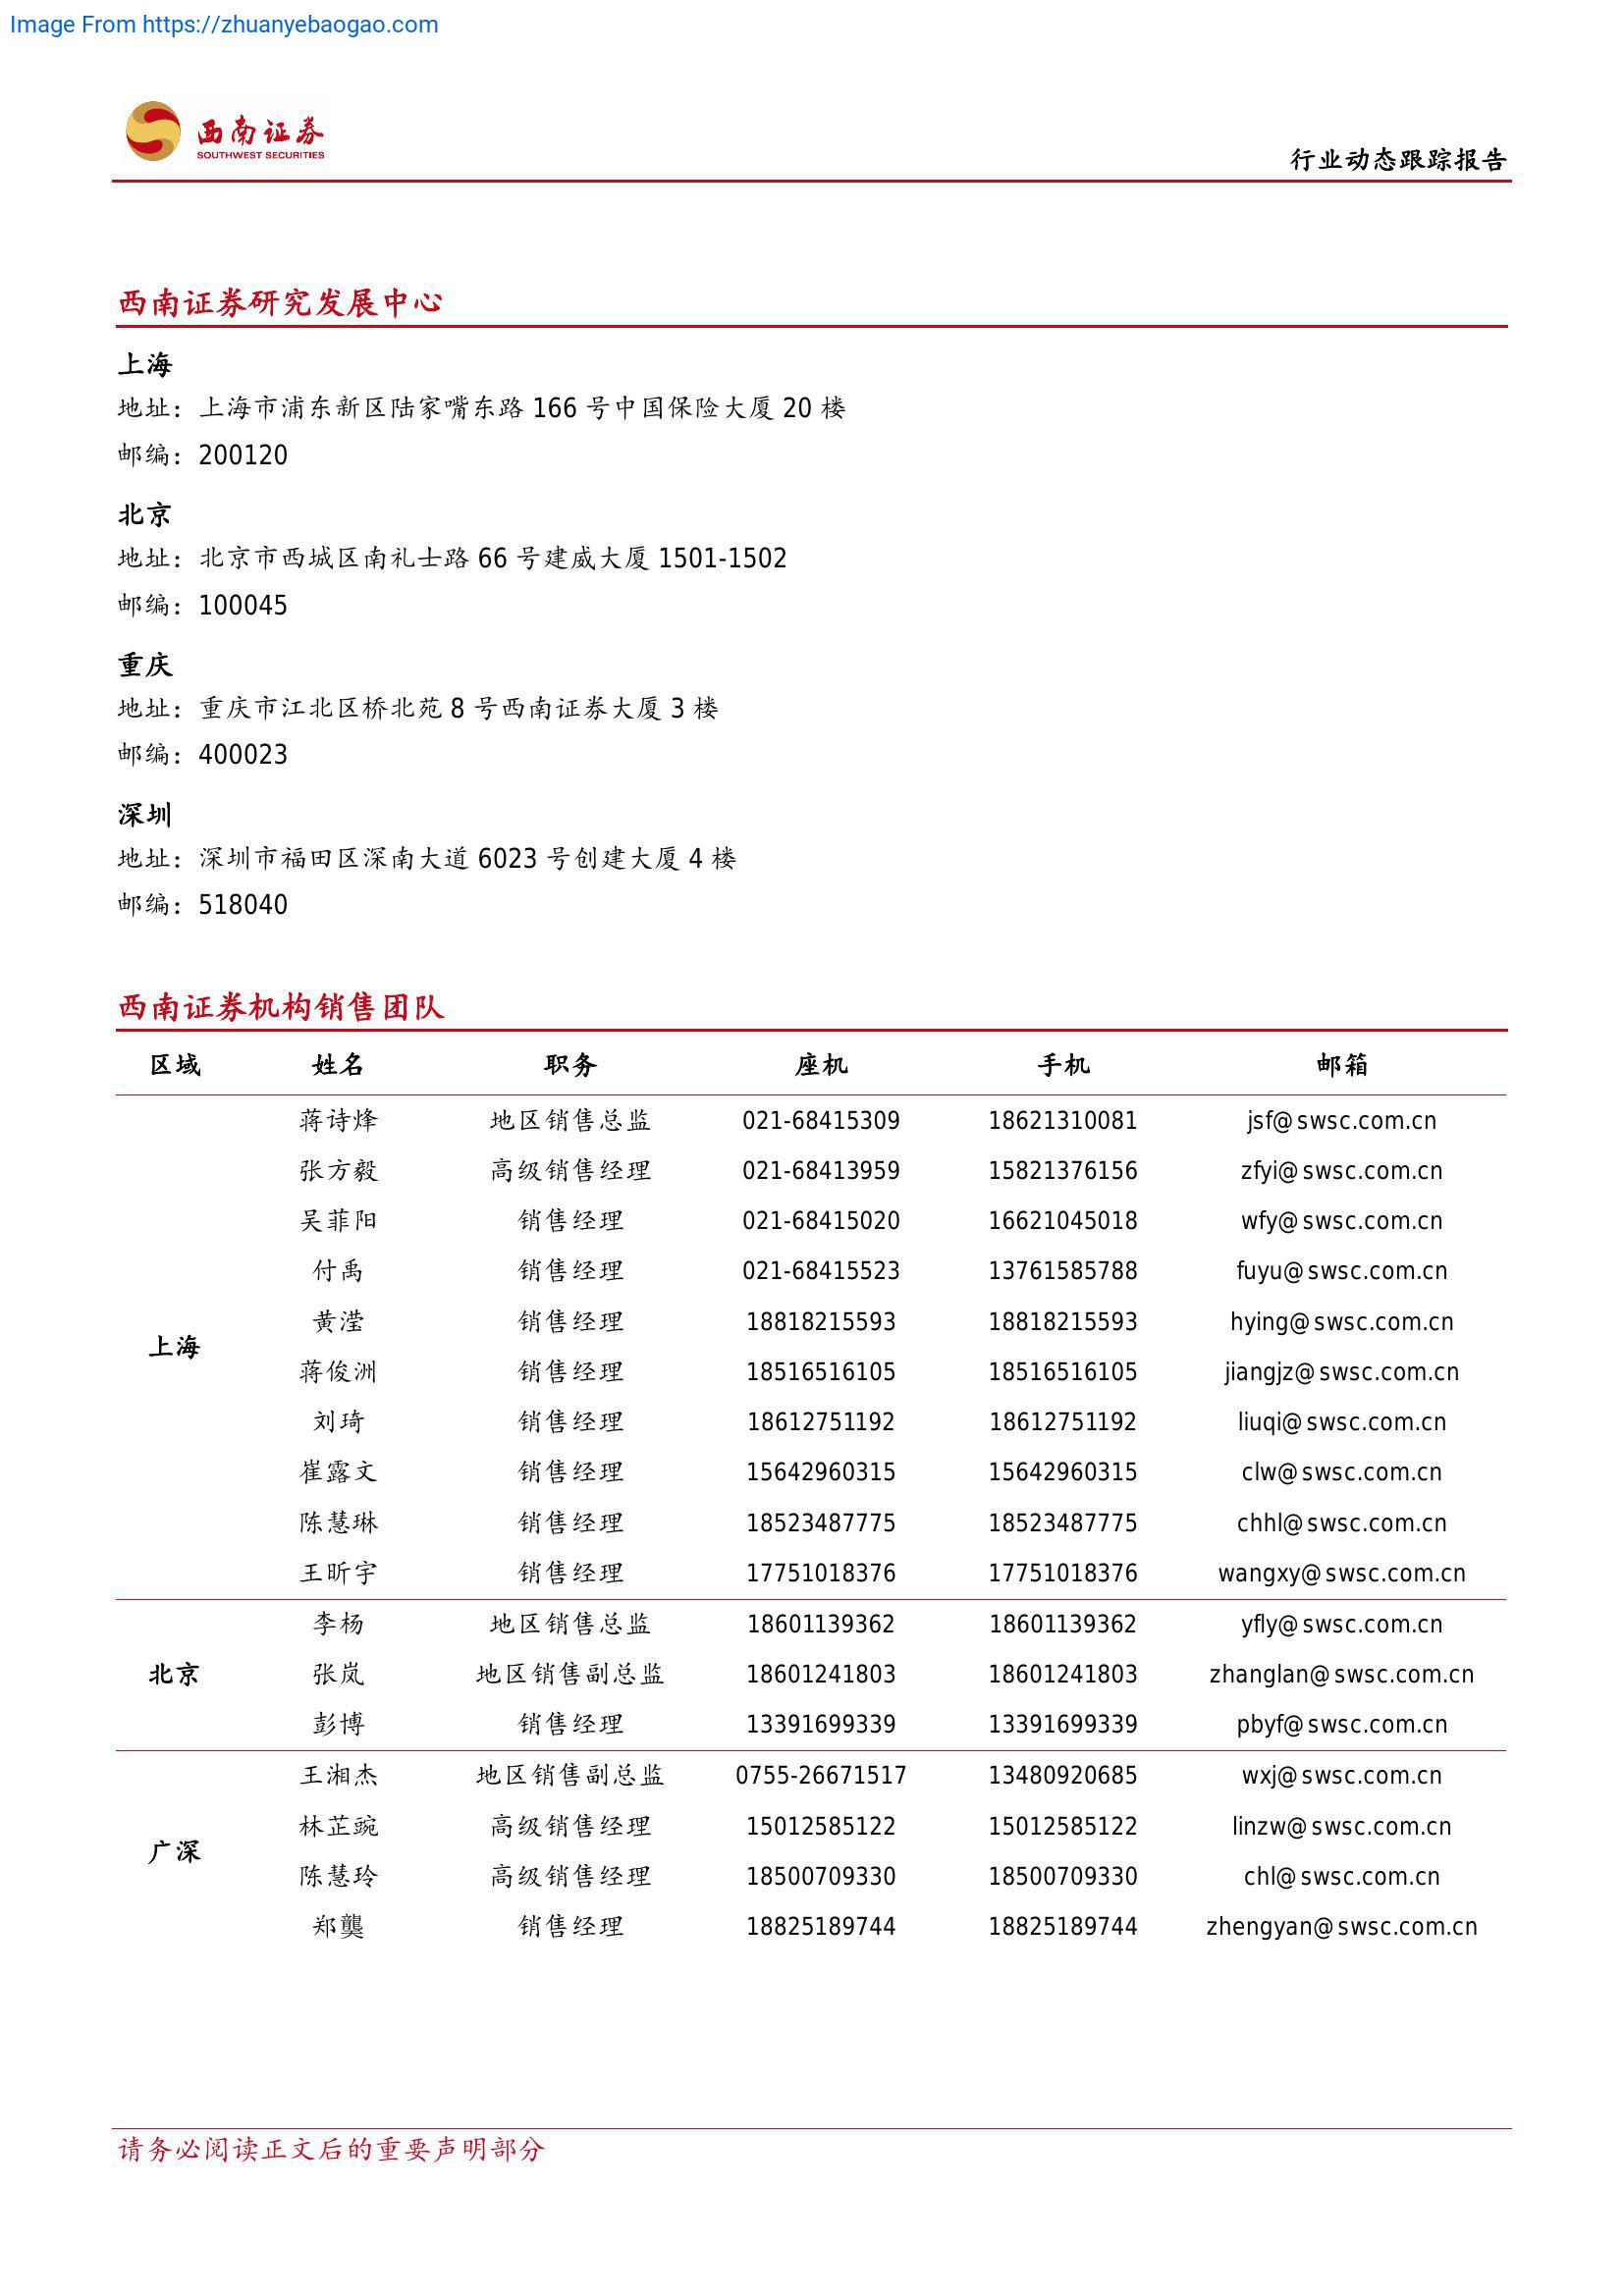 Image From https://zhuanyebaogao.com
西南证券
SOUTHWEST SECURITIES
行业动态跟踪报告
西南证券研究发展中心
上海
地址：上海市浦东新区陆家嘴东路 166 号中国保险大厦 20 楼
邮编：200120
北京
地址：北京市西城区南礼士路 66 号建威大厦 1501-1502
邮编：100045
重庆
地址：重庆市江北区桥北苑 8 号西南证券大厦 3 楼
邮编：400023
深圳
地址：深圳市福田区深南大道 6023 号创建大厦 4 楼
邮编：518040
西南证券机构销售团队
区域 姓名 职务 座机 手机 邮箱
蒋诗烽 地区销售总监 021-68415309 18621310081 jsf@swsc.com.cn
张方毅 高级销售经理 021-68413959 15821376156 zfyi@swsc.com.cn
吴菲阳 销售经理 021-68415020 16621045018 wfy@swsc.com.cn
付禹 销售经理 021-68415523 13761585788 fuyu@swsc.com.cn
黄滢 销售经理 18818215593 18818215593 hying@swsc.com.cn
上海
蒋俊洲 销售经理 18516516105 18516516105 jiangjz@swsc.com.cn
刘琦 销售经理 18612751192 18612751192 liuqi@swsc.com.cn
崔露文 销售经理 15642960315 15642960315 clw@swsc.com.cn
陈慧琳 销售经理 18523487775 18523487775 chhl@swsc.com.cn
王昕宇 销售经理 17751018376 17751018376 wangxy@swsc.com.cn
李杨 地区销售总监 18601139362 18601139362 yfly@swsc.com.cn
北京 张岚 地区销售副总监 18601241803 18601241803 zhanglan@swsc.com.cn
彭博 销售经理 13391699339 13391699339 pbyf@swsc.com.cn
王湘杰 地区销售副总监 0755-26671517 13480920685 wxj@swsc.com.cn
林芷豌 高级销售经理 15012585122 15012585122 linzw@swsc.com.cn
广深
陈慧玲 高级销售经理 18500709330 18500709330 chl@swsc.com.cn
郑龑 销售经理 18825189744 18825189744 zhengyan@swsc.com.cn
请务必阅读正文后的重要声明部分